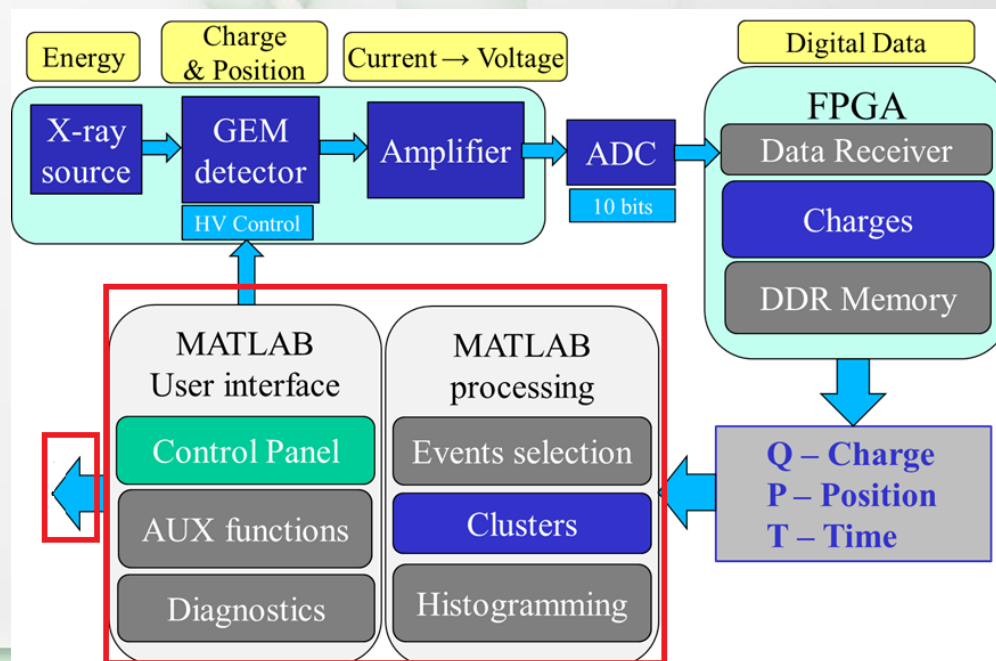 Energy
Charge
& Position
Current → Voltage
Digital Data
X-ray
source
GEM
detector
HV Control
Amplifier
ADC
10 bits
FPGA
Data Receiver
Charges
DDR Memory
MATLAB
User interface
Control Panel
AUX functions
Diagnostics
MATLAB
processing
Events selection
Clusters
Histogramming
Q – Charge
P – Position
T – Time